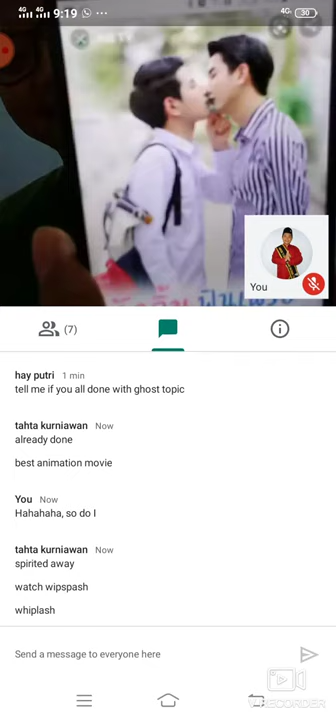 4G 4G 9:19 4G 30
You
(7)
hay putri 1 min
tell me if you all done with ghost topic
tahta kurniawan Now
already done
best animation movie
You Now
Hahahaha, so do I
tahta kurniawan Now
spirited away
watch wipspash
whiplash
Send a message to everyone here